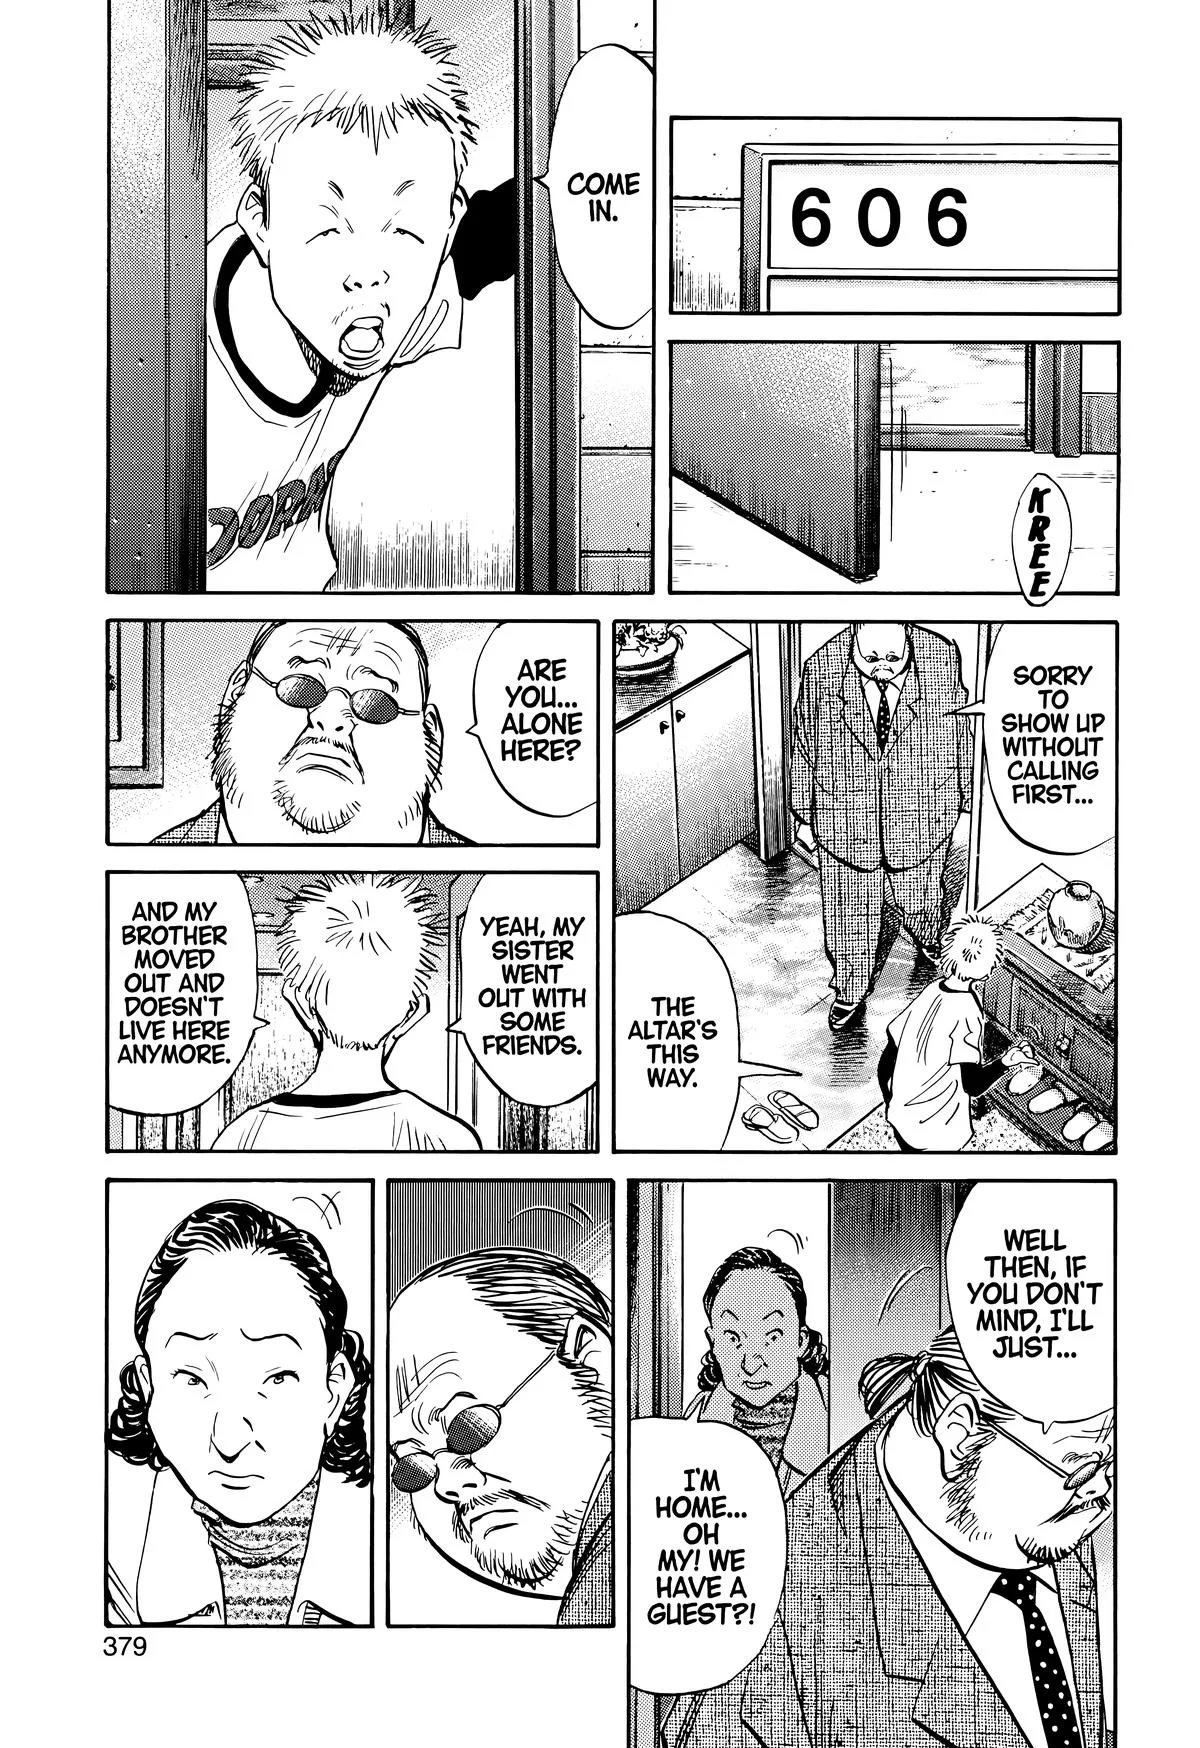 606
KREE
COME
IN.
DORA
SORRY
TO
SHOW UP
WITHOUT
CALLING
FIRST...
THE
ALTAR'S
THIS
WAY.
ARE
YOU...
ALONE
HERE?
YEAH, MY
SISTER
WENT
OUT WITH
SOME
FRIENDS.
AND MY
BROTHER
MOVED
OUT AND
DOESN'T
LIVE HERE
ANYMORE.
WELL
THEN, IF
YOU DON'T
MIND, I'LL
JUST...
I'M
HOME...
OH
MY! WE
HAVE A
GUEST?!
379